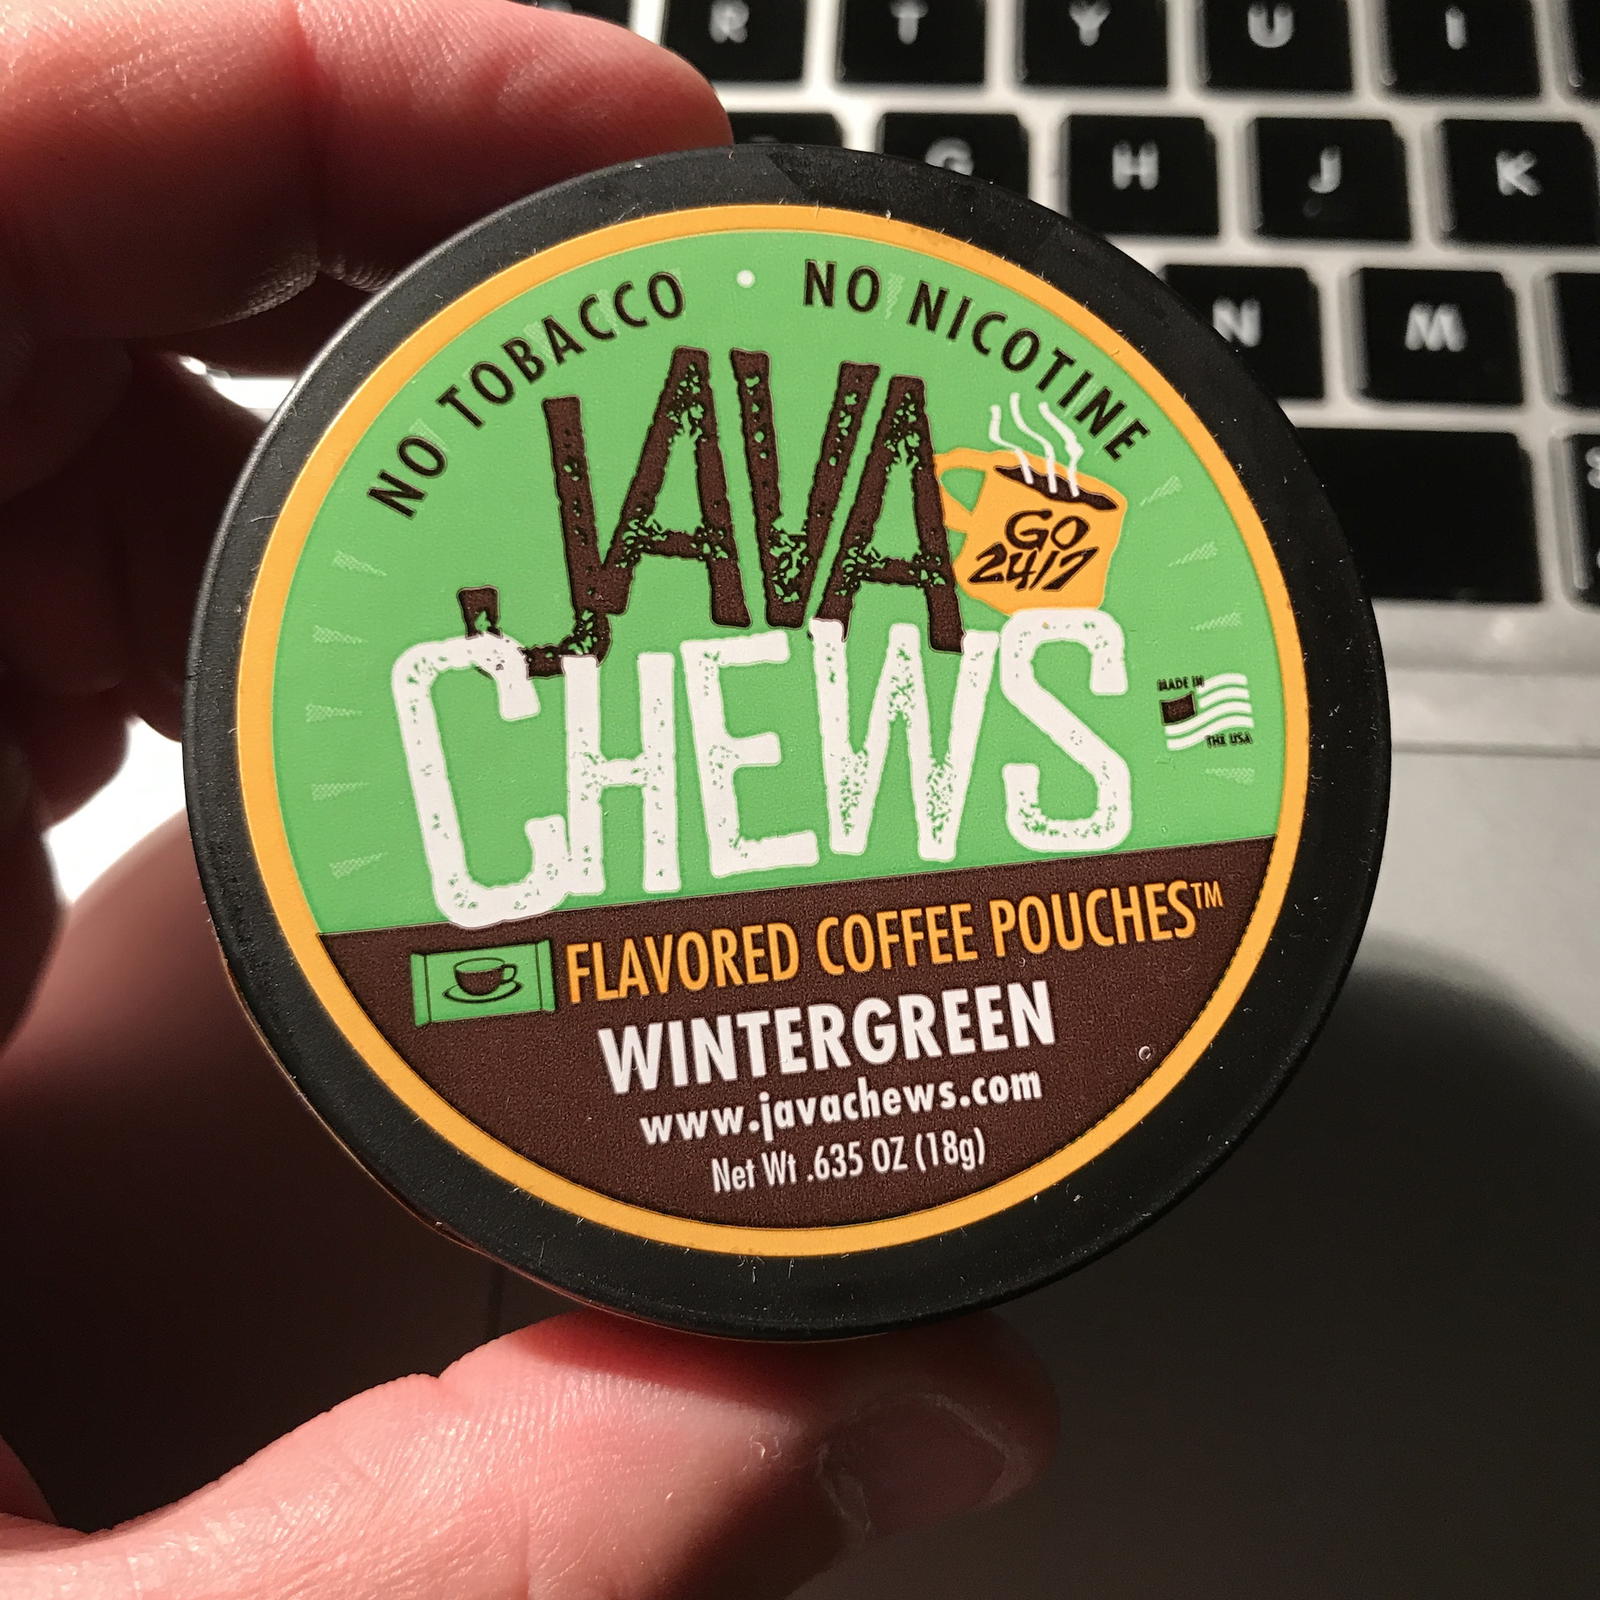 R T Y U I
G H J K
N M
NO TOBACCO • NO NICOTINE
JAVA
GO
24/7
CHEWS
MADE IN
THE USA
FLAVORED COFFEE POUCHES™
WINTERGREEN
www.javachews.com
Net Wt .635 OZ (18g)